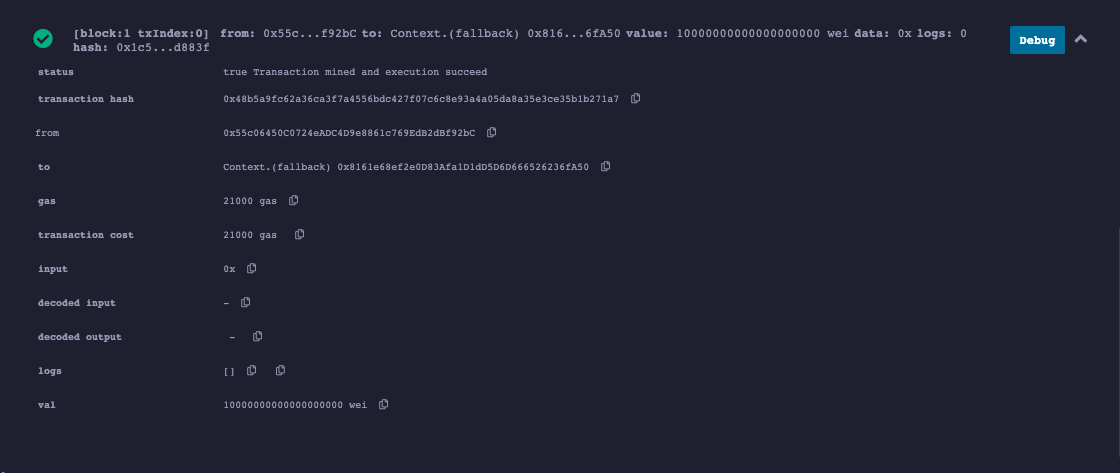 [block:1 txIndex:0] from: 0x55c...f92bC to: Context.(fallback) 0x816...6fA50 value: 10000000000000000000 wei data: 0x logs: 0
hash: 0x1c5...d883f
Debug
status true Transaction mined and execution succeed
transaction hash 0x48b5a9fc62a36ca3f7a4556bdc427f07c6c8e93a4a05da8a35e3ce35b1b271a7
from 0x55c06450C0724eADC4D9e8861c769EdB2dBf92bC
to Context.(fallback) 0x8161e68ef2e0D83Afa1D1dD5D6D666526236fA50
gas 21000 gas
transaction cost 21000 gas
input 0x
decoded input -
decoded output -
logs []
val 10000000000000000000 wei